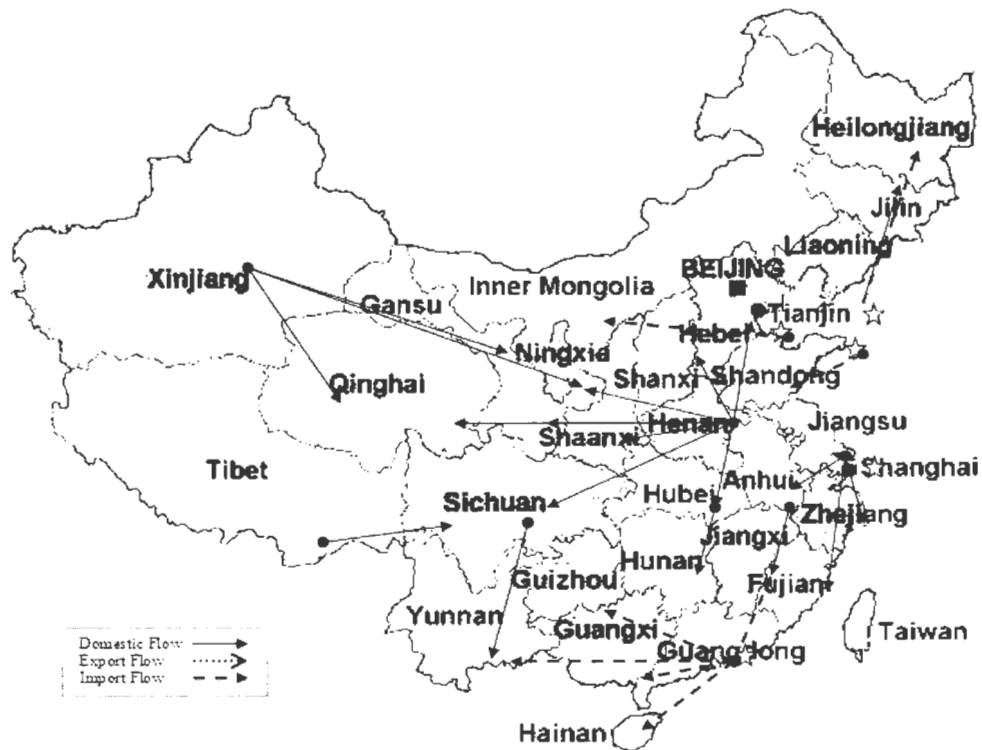 Heilongjiang
Jilin
Liaoning
BEIJING
Xinjiang
Inner Mongolia
Gansu
Tianjin
Hebei
Ningxia
Qinghai
Shanxi
Shandong
Henan
Jiangsu
Shaanxi
Tibet
Shanghai
Anhui
Hubei
Sichuan
Zhejiang
Jiangxi
Hunan
Guizhou
Fujian
Yunnan
Guangxi
Taiwan
Guangdong
Hainan
Domestic Flow
Export Flow
Import Flow